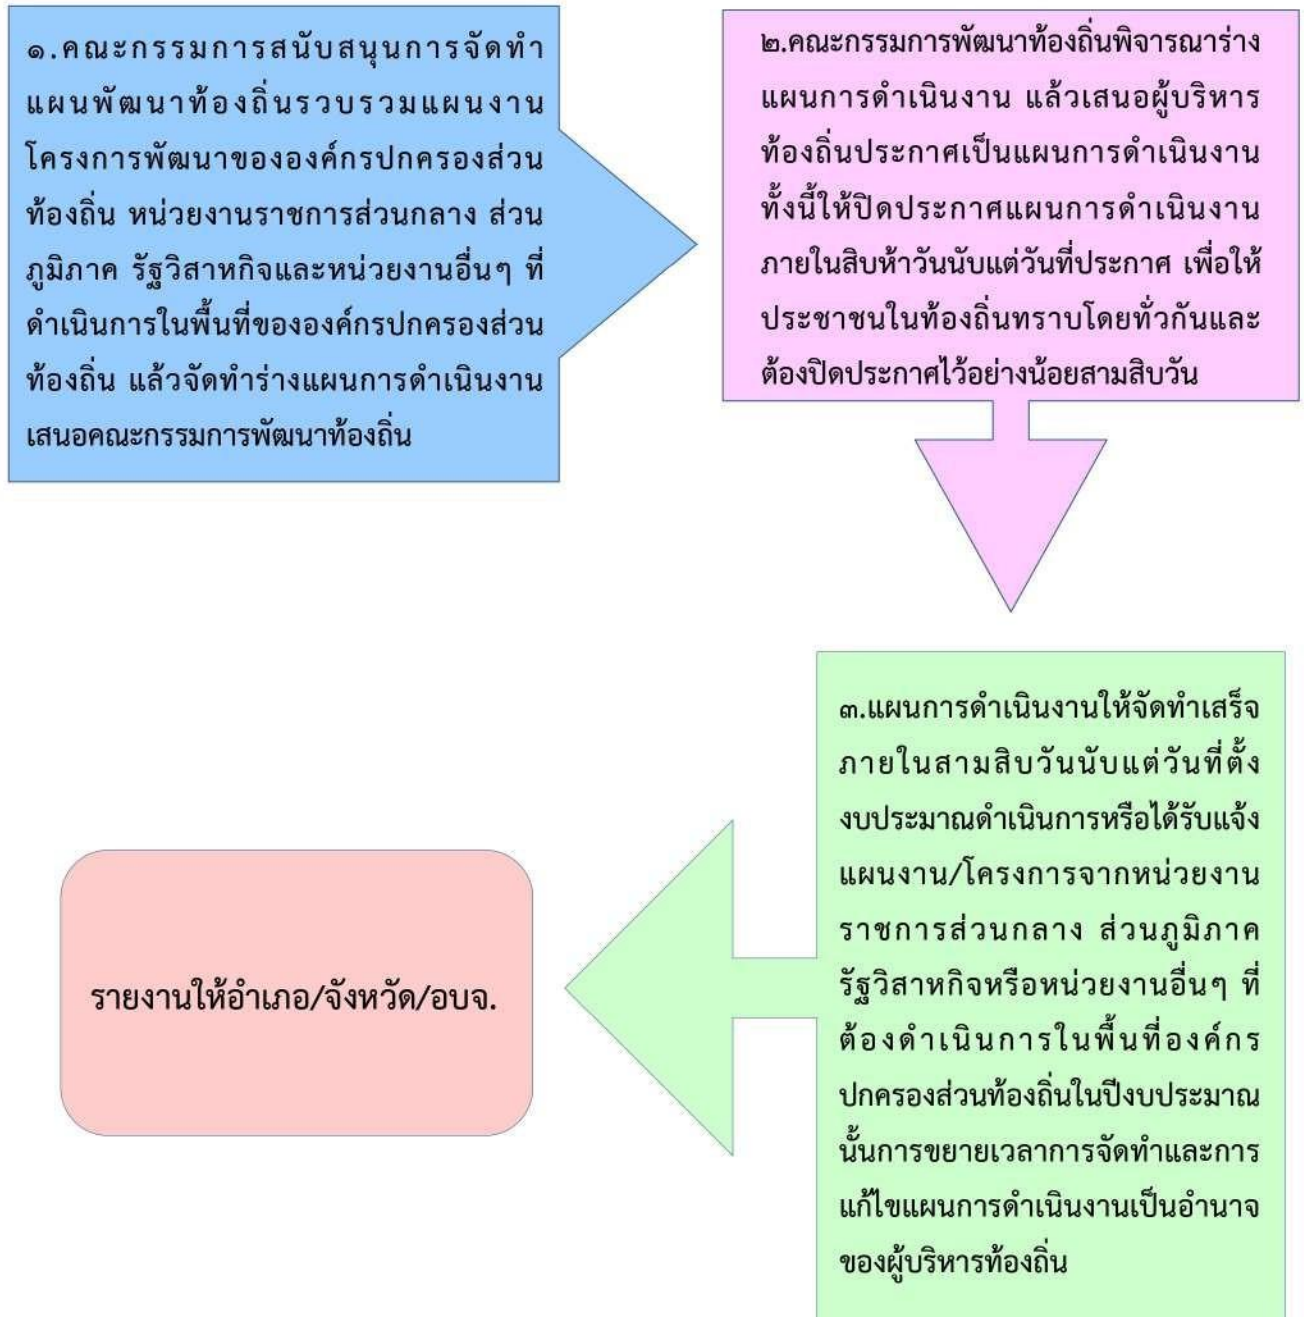 ๑.คณะกรรมการสนับสนุนการจัดทำ
แผนพัฒนาท้องถิ่นรวบรวมแผนงาน
โครงการพัฒนาขององค์กรปกครองส่วน
ท้องถิ่น หน่วยงานราชการส่วนกลาง ส่วน
ภูมิภาค รัฐวิสาหกิจและหน่วยงานอื่นๆ ที่
ดำเนินการในพื้นที่ขององค์กรปกครองส่วน
ท้องถิ่น แล้วจัดทำร่างแผนการดำเนินงาน
เสนอคณะกรรมการพัฒนาท้องถิ่น
๒.คณะกรรมการพัฒนาท้องถิ่นพิจารณาร่าง
แผนการดำเนินงาน แล้วเสนอผู้บริหาร
ท้องถิ่นประกาศเป็นแผนการดำเนินงาน
ทั้งนี้ให้ปิดประกาศแผนการดำเนินงาน
ภายในสิบห้าวันนับแต่วันที่ประกาศ เพื่อให้
ประชาชนในท้องถิ่นทราบโดยทั่วกันและ
ต้องปิดประกาศไว้อย่างน้อยสามสิบวัน
๓.แผนการดำเนินงานให้จัดทำเสร็จ
ภายในสามสิบวันนับแต่วันที่ตั้ง
งบประมาณดำเนินการหรือได้รับแจ้ง
แผนงาน/โครงการจากหน่วยงาน
ราชการส่วนกลาง ส่วนภูมิภาค
รัฐวิสาหกิจหรือหน่วยงานอื่นๆ ที่
ต้องดำเนินการในพื้นที่องค์กร
ปกครองส่วนท้องถิ่นในปีงบประมาณ
นั้นการขยายเวลาการจัดทำและการ
แก้ไขแผนการดำเนินงานเป็นอำนาจ
ของผู้บริหารท้องถิ่น
รายงานให้อำเภอ/จังหวัด/อบจ.